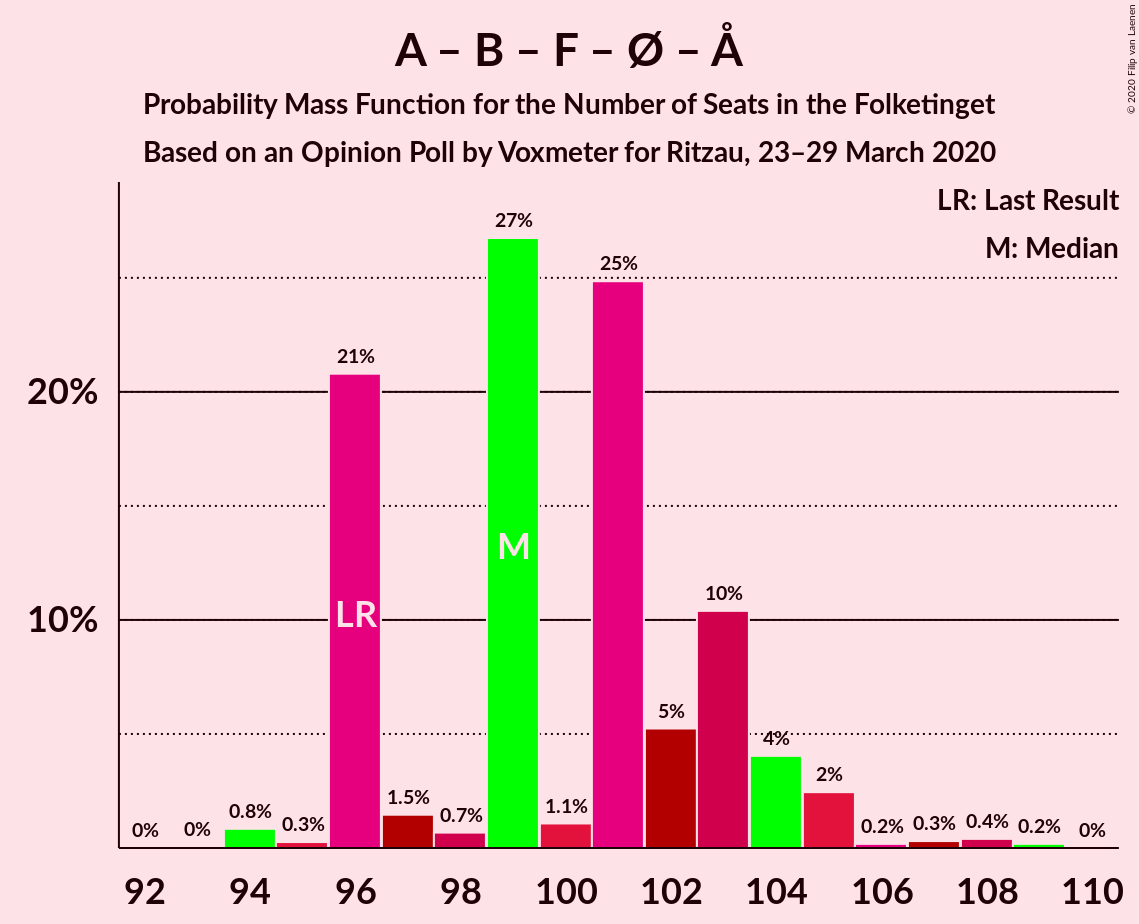 A – B – F – Ø – Å
Probability Mass Function for the Number of Seats in the Folketinget
Based on an Opinion Poll by Voxmeter for Ritzau, 23–29 March 2020
© 2020 Filip van Laenen
LR: Last Result
M: Median
20%
10%
0%
0%
0.8%
0.3%
21%
1.5%
0.7%
27%
1.1%
25%
5%
10%
4%
2%
0.2%
0.3%
0.4%
0.2%
0%
LR
M
92 94 96 98 100 102 104 106 108 110